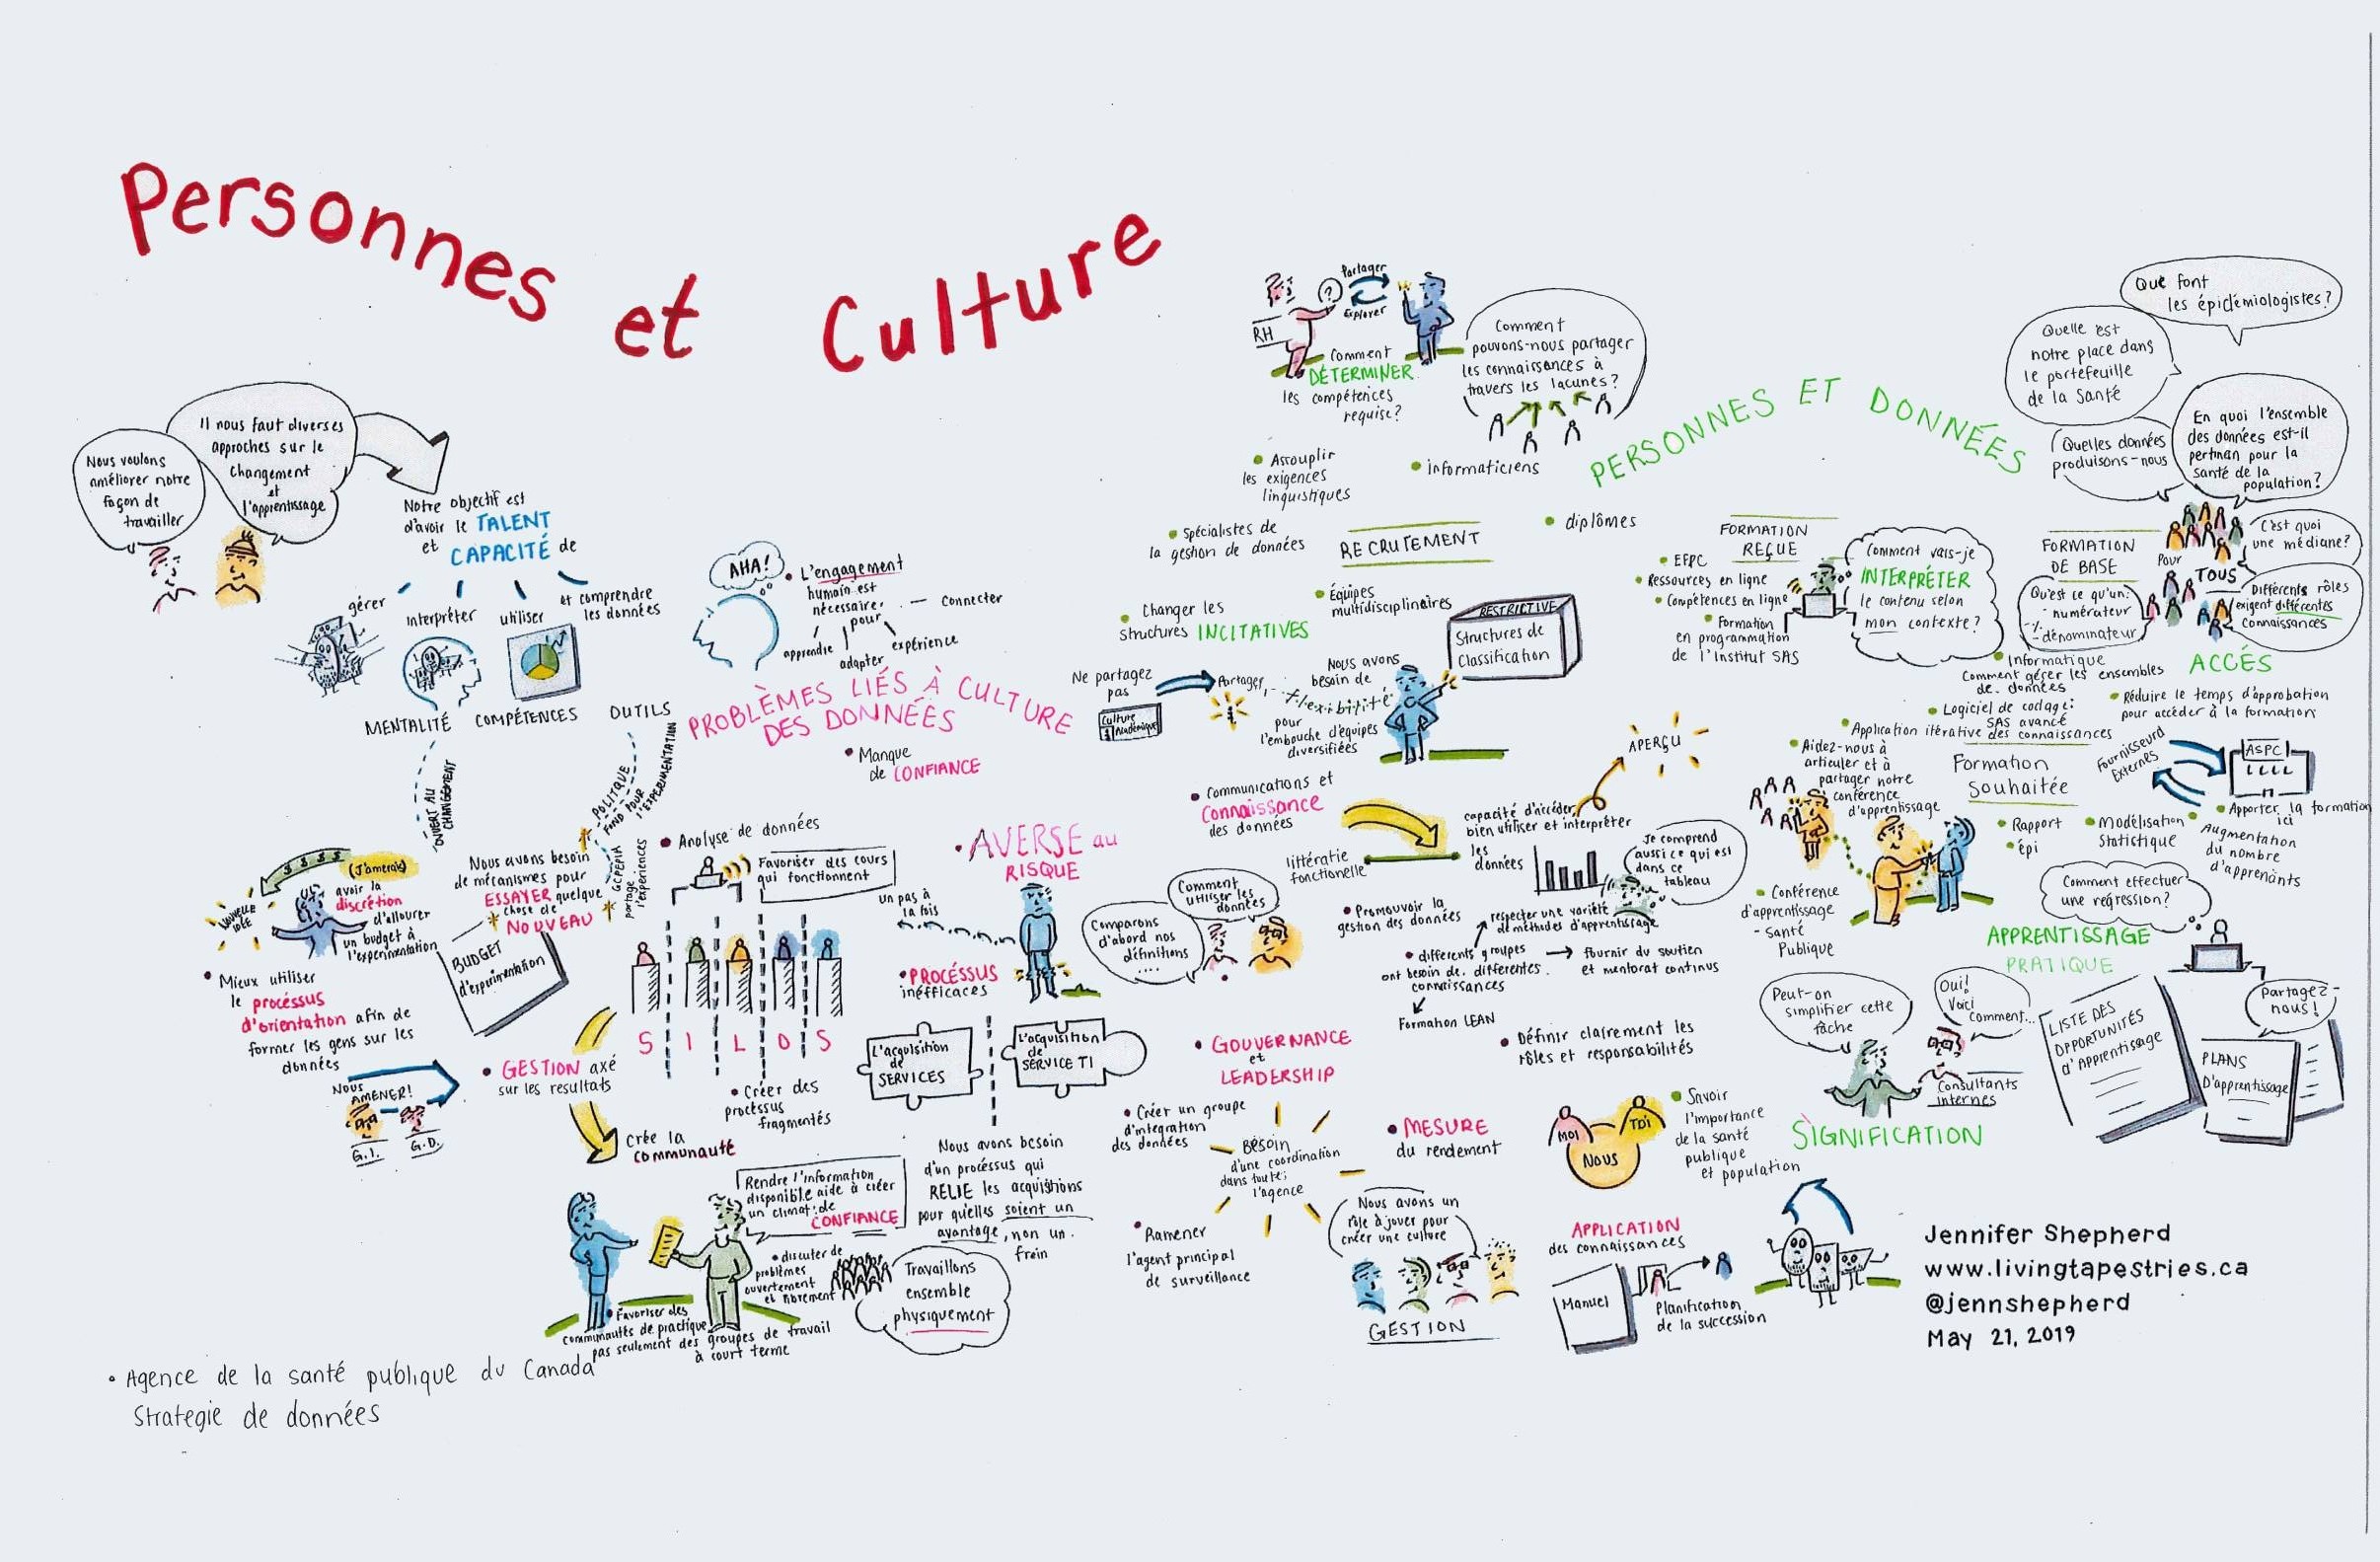 Personnes et Culture
Nous voulons
améliorer notre
façon de
travailler
Il nous faut diverses
approches sur le
changement
et
l'apprentissage
Notre objectif est
d'avoir le TALENT
et CAPACITÉ de
gérer
interpréter
utiliser
et comprendre
les données
MENTALITÉ
COMPÉTENCES
OUTILS
OUVERT AU
CHANGEMENT
POLITIQUE
FOND POUR
L'EXPERIMENTATION
GCPEDIA
partage
l'expériences
NOUVELLE
IDÉE
$ $ $ $
(J'amerais)
avoir la
discrétion
d'allouer
un budget à
l'experimentation
Nous avons besoin
de mécanismes pour
ESSAYER quelque
chose de
NOUVEAU
BUDGET
d'experimentation
• Mieux utiliser
le processus
d'orientation afin de
former les gens sur les
données
Nous
AMENER!
G.I.
G.D.
AHA!
• L'engagement
humain est
nécessaire.
pour
connecter
apprendre
adapter
expérience
PROBLÈMES LIÉS À CULTURE
DES DONNÉES
• Manque
de CONFIANCE
• Analyse de données
Favoriser des cours
qui fonctionnent
S I L O S
• GESTION axé
sur les resultats
• Créer des
processus
fragmentés
Crée la
communauté
• AVERSE au
RISQUE
un pas à
la fois
• PROCÉSSUS
inéfficaces
L'acquisition
de
SERVICES
L'acquisition
de
SERVICE TI
Rendre l'information
disponible aide à créer
un climat de
CONFIANCE
• discuter de
problèmes
ouvertement
et librement
• Favoriser des
communautés de practique
pas seulement des groupes de travail
à court terme
Nous avons besoin
d'un procéssus qui
RELIE les acquisitions
pour qu'elles soient un
avantage, non un
frein
Travaillons
ensemble
physiquement
• Agence de la santé publique du Canada
Strategie de données
RH
Partager
Explorer
Comment
DÉTERMINER
les compétences
requise?
Comment
pouvons-nous partager
les connaissances à
travers les lacunes?
PERSONNES ET DONNÉES
• Assouplir
les exigences
linguistiques
• informaticiens
• Spécialistes de
la gestion de données
RECRUTEMENT
• diplômes
• Changer les
structures INCITATIVES
• Équipes
multidisciplinaires
RESTRICTIVE
Structures de
Classification
Ne partagez
pas
Culture
Académique
Partager
Nous avons
besoin de
flexibilité
pour
l'embouche d'équipes
diversifiées
• Communications et
Connaissance
des données
littératie
fonctionelle
capacité d'accéder,
bien utiliser et interpréter
les
données
APERÇU
Je comprend
aussi ce qui est
dans ce
tableau
Comparons
d'abord nos
définitions
....
Comment
utiliser les
données
• Promouvoir la
gestion des données
respecter une variété
de méthodes d'apprentissage
• différents groupes
ont besoin de differentes
connaissances
fournir du soutien
et mentorat continus
Formation LEAN
• GOUVERNANCE
et
LEADERSHIP
• Définir clairement les
rôles et responsabilités
• Créer un groupe
d'intégration
des données
BESOIN
d'une coordination
dans toute
l'agence
• MESURE
du rendement
• Ramener
l'agent principal
de surveillance
Nous avons un
rôle à jouer pour
créer une culture
GESTION
MOI
TOI
NOUS
• Savoir
l'importance
de la santé
publique
et population
APPLICATION
des connaissances
Manuel
Planification
de la succession
Que font
les épidémiologistes?
Quelle est
notre place dans
le portefeuille
de la Santé
Quelles données
produisons-nous
En quoi l'ensemble
des données est-il
pertinan pour la
santé de la
population?
FORMATION
REÇUE
• EFPC
• Ressources en ligne
• Compétences en ligne
• Formation
en programmation
de l'Institut SAS
Comment vais-je
INTERPRÉTER
le contenu selon
mon contexte?
FORMATION
DE BASE
Pour
TOUS
C'est quoi
une médiane?
Qu'est ce qu'un:
- numérateur
- %
- dénominateur
Différents rôles
exigent différentes
connaissances
• Informatique
Comment gérer les ensembles
de données
ACCÉS
• Réduire le temps d'approbation
pour accèder à la formation
• Logiciel de codage:
SAS avancé
• Application itérative des connaissances
• Aidez-nous à
articuler et à
partager notre
conférence
d'apprentissage
Formation
Souhaitée
Fournisseurd
Externes
ASPC
• Apporter la formation
ici
• Rapport
• épi
• Modélisation
Statistique
• Augmentation
du nombre
d'apprenants
• Conférence
d'apprentissage
- Santé
Publique
Comment effectuer
une regression?
APPRENTISSAGE
PRATIQUE
Peut-on
simplifier cette
tâche
Oui!
Voici
Comment...
Consultants
internes
LISTE DES
OPPORTUNITÉS
d'Apprentissage
Partagez-
nous!
PLANS
D'apprentissage
SIGNIFICATION
Jennifer Shepherd
www.livingtapestries.ca
@jennshepherd
May 21, 2019